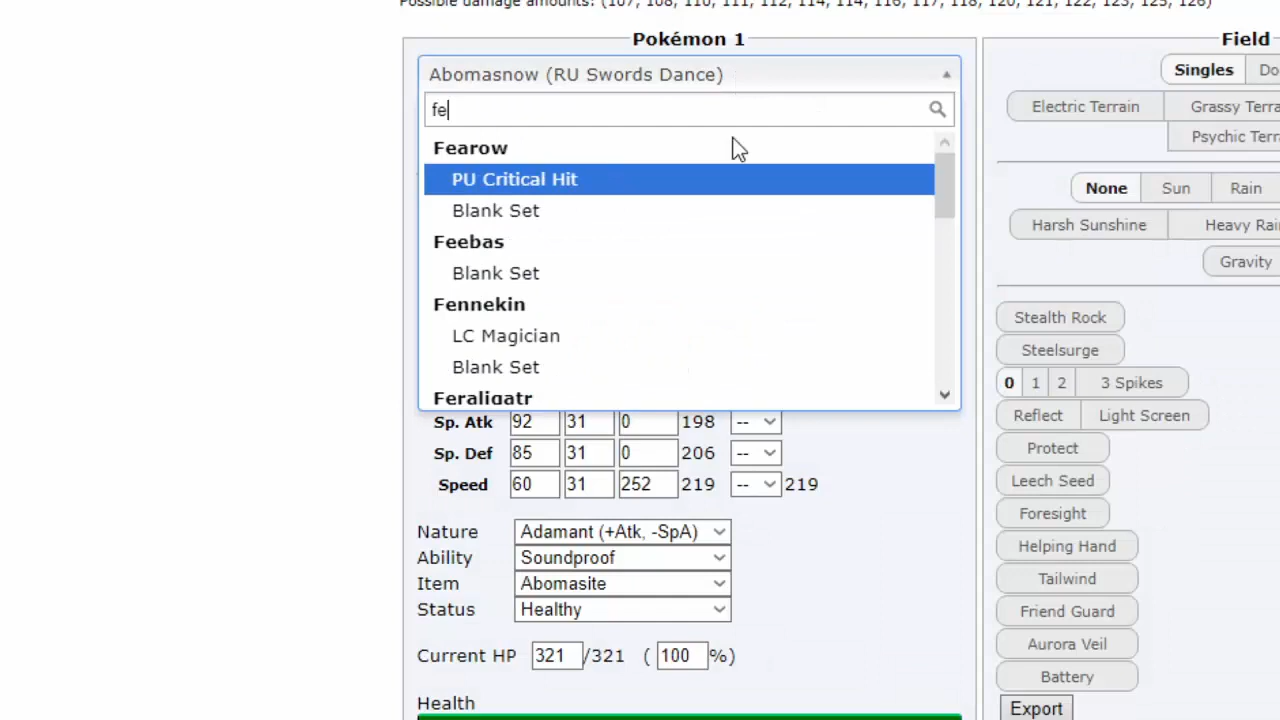 Possible damage amounts: (107, 108, 110, 111, 112, 114, 114, 116, 117, 118, 120, 121, 122, 123, 125, 126)
Pokémon 1
Abomasnow (RU Swords Dance)
fe
Fearow
PU Critical Hit
Blank Set
Feebas
Blank Set
Fennekin
LC Magician
Blank Set
Feraligatr
Sp. Atk 92 31 0 198 --
Sp. Def 85 31 0 206 --
Speed 60 31 252 219 -- 219
Nature Adamant (+Atk, -SpA)
Ability Soundproof
Item Abomasite
Status Healthy
Current HP 321 /321 ( 100 %)
Health
Field
Singles Do
Electric Terrain Grassy Terra
Psychic Terr
None Sun Rain
Harsh Sunshine Heavy Rai
Gravity
Stealth Rock
Steelsurge
0 1 2 3 Spikes
Reflect Light Screen
Protect
Leech Seed
Foresight
Helping Hand
Tailwind
Friend Guard
Aurora Veil
Battery
Export